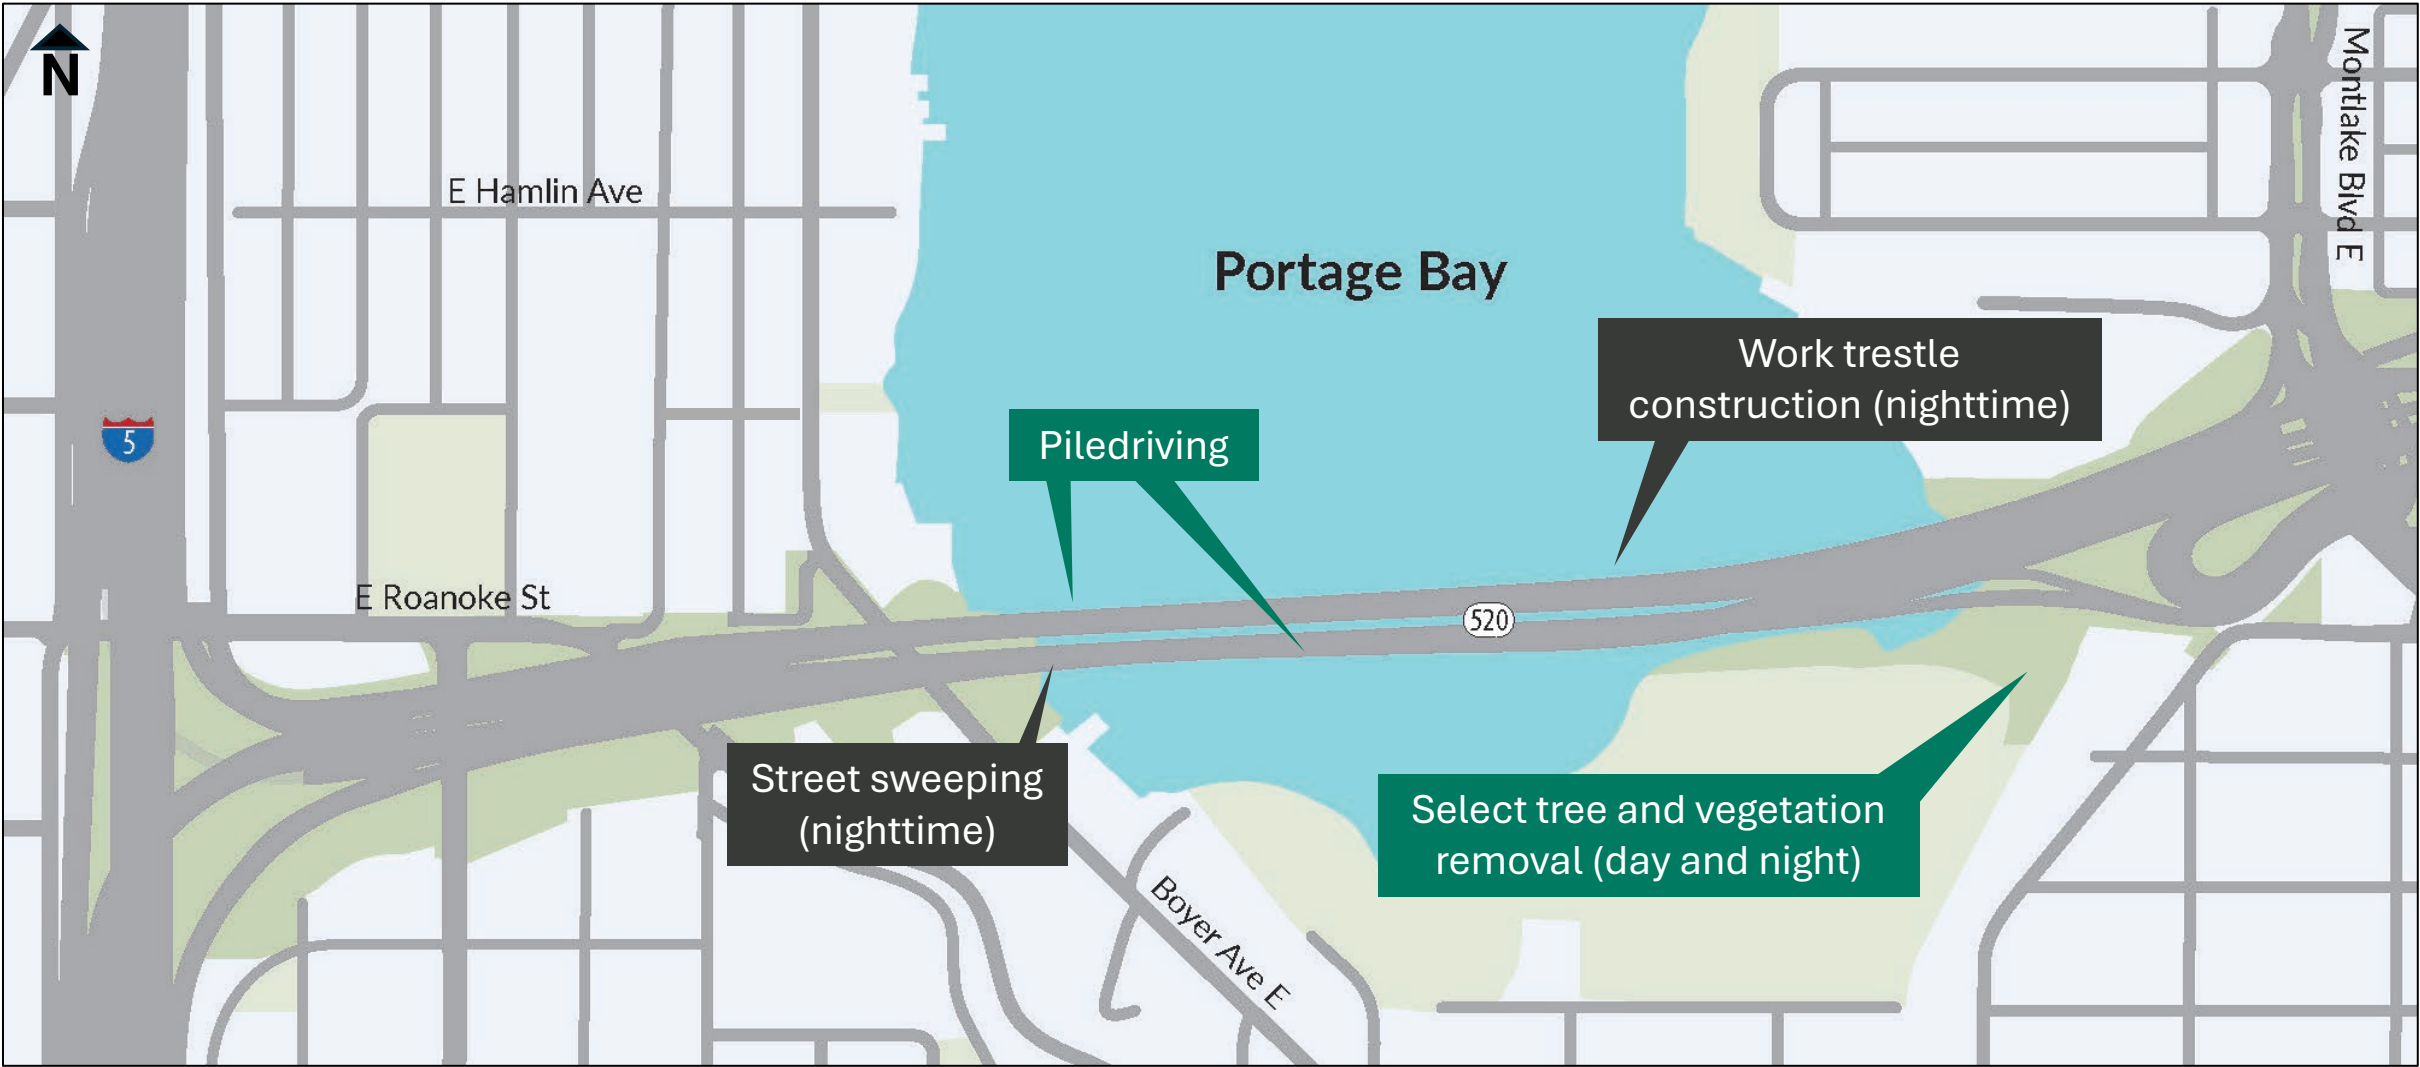 N
Montlake Blvd E
E Hamlin Ave
Portage Bay
Work trestle
construction (nighttime)
5
Piledriving
E Roanoke St
520
Street sweeping
(nighttime)
Select tree and vegetation
removal (day and night)
Boyer Ave E